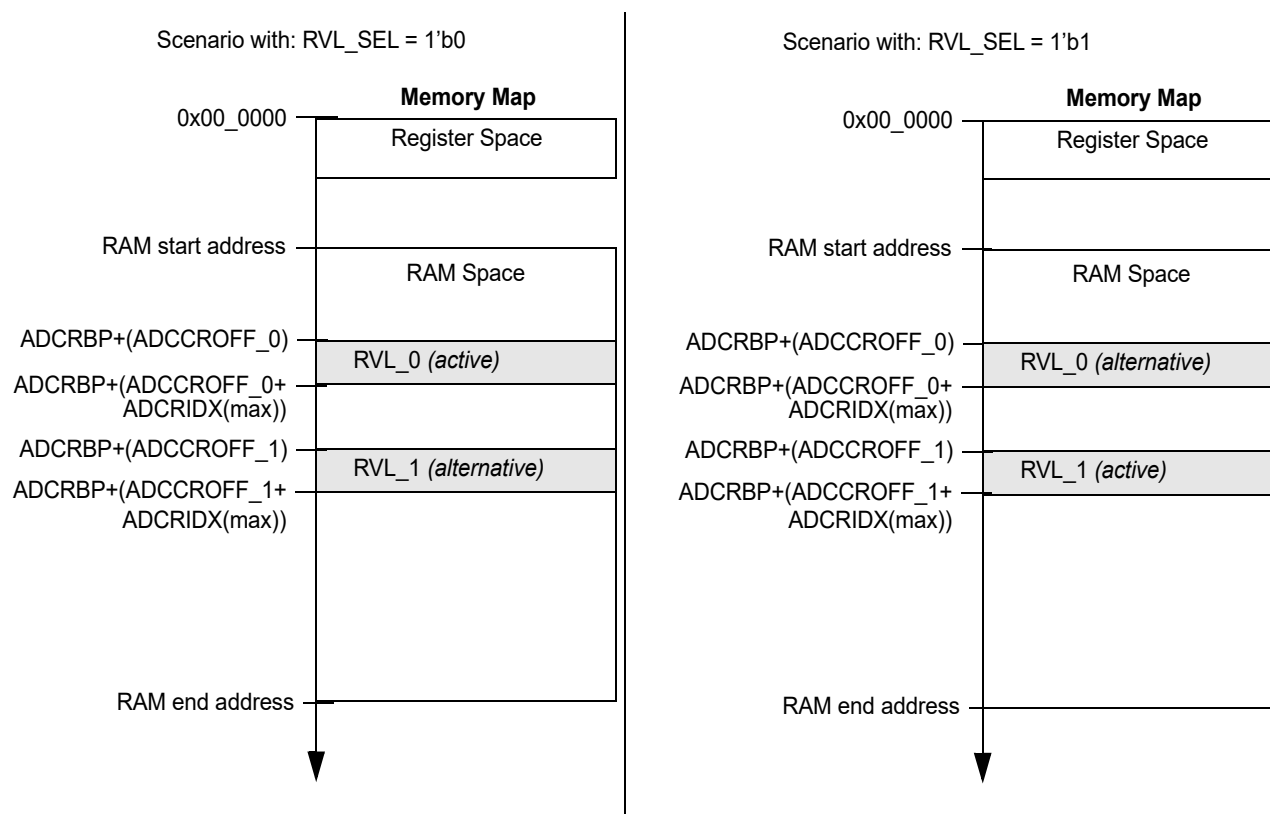 Scenario with: RVL_SEL = 1’b0
Memory Map
0x00_0000
Register Space
RAM start address
RAM Space
ADCRBP+(ADCCROFF_0)
RVL_0 (active)
ADCRBP+(ADCCROFF_0+
ADCRIDX(max))
ADCRBP+(ADCCROFF_1)
RVL_1 (alternative)
ADCRBP+(ADCCROFF_1+
ADCRIDX(max))
RAM end address
Scenario with: RVL_SEL = 1’b1
Memory Map
0x00_0000
Register Space
RAM start address
RAM Space
ADCRBP+(ADCCROFF_0)
RVL_0 (alternative)
ADCRBP+(ADCCROFF_0+
ADCRIDX(max))
ADCRBP+(ADCCROFF_1)
RVL_1 (active)
ADCRBP+(ADCCROFF_1+
ADCRIDX(max))
RAM end address